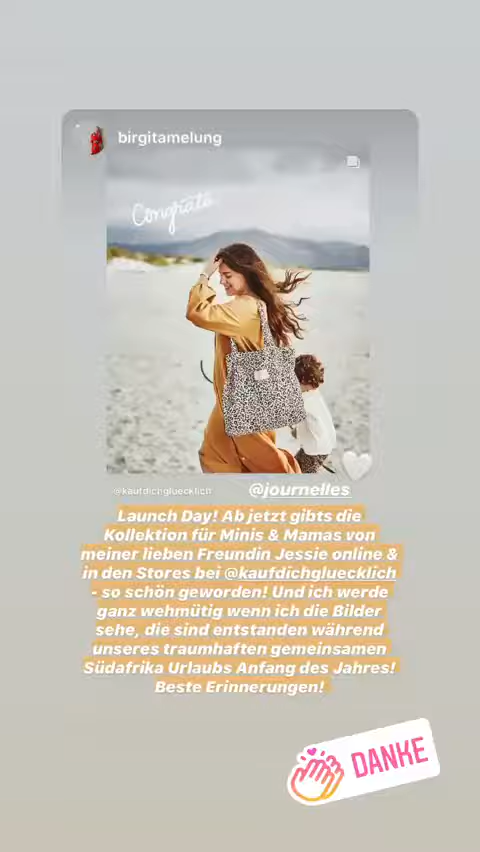 birgitamelung
Congrats
@kaufdichgluecklich
@journelles
Launch Day! Ab jetzt gibts die
Kollektion für Minis & Mamas von
meiner lieben Freundin Jessie online &
in den Stores bei @kaufdichgluecklich
- so schön geworden! Und ich werde
ganz wehmütig wenn ich die Bilder
sehe, die sind entstanden während
unseres traumhaften gemeinsamen
Südafrika Urlaubs Anfang des Jahres!
Beste Erinnerungen!
DANKE